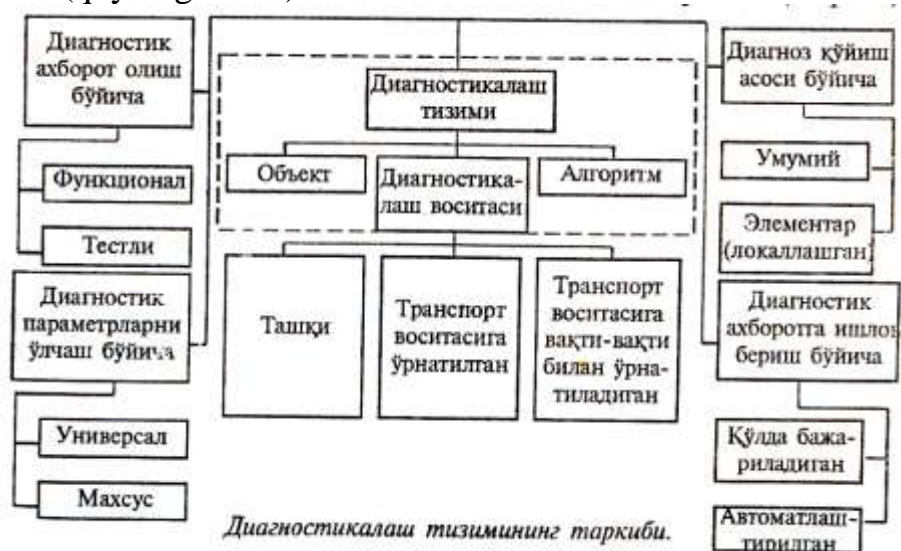 Диагностик
ахборот олиш
бўйича
Функционал
Тестли
Диагностик
параметрларни
ўлчаш бўйича
Универсал
Махсус
Диагностикалаш
тизими
Объект
Диагностика-
лаш воситаси
Алгоритм
Ташқи
Транспорт
воситасига
ўрнатилган
Транспорт
воситасига
вақти-вақти
билан ўрна-
тиладиган
Диагноз қўйиш
асоси бўйича
Умумий
Элементар
(локаллашган)
Диагностик
ахборотга ишлов
бериш бўйича
Қўлда бажа-
риладиган
Автоматлаш-
тирилган
Диагностикалаш тизимининг таркиби.